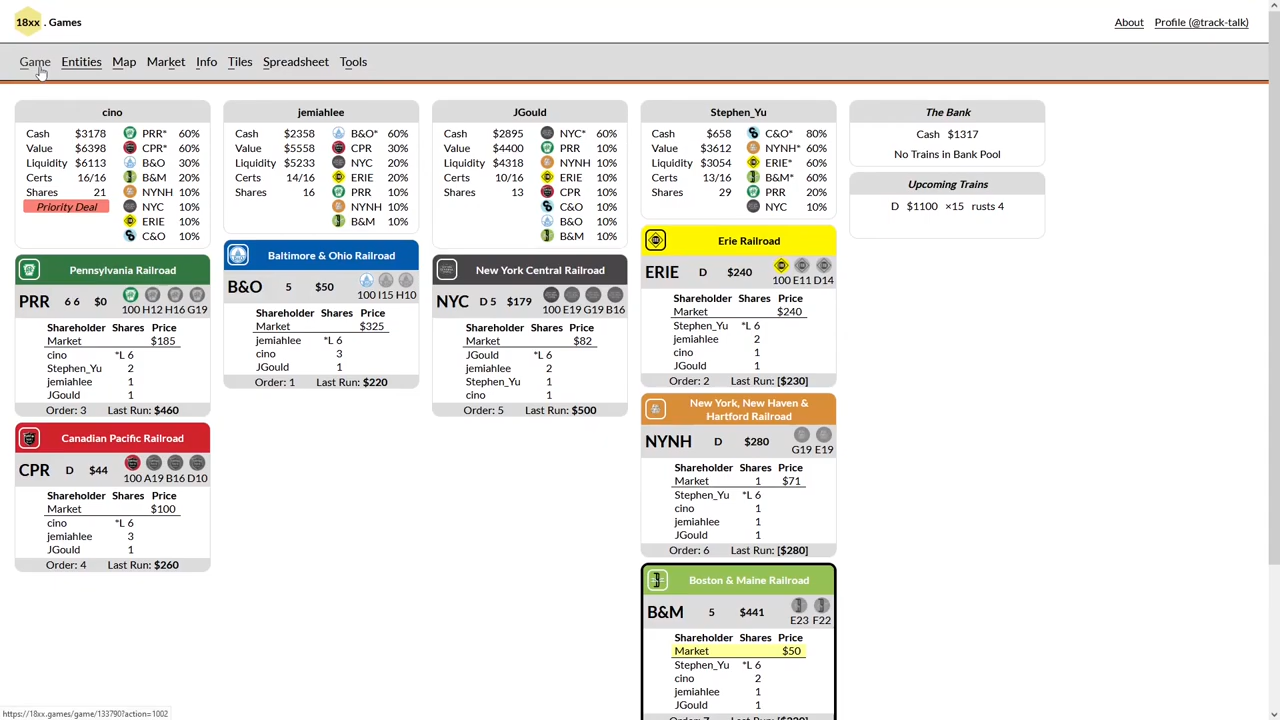 18xx . Games
About Profile (@track-talk)
Game Entities Map Market Info Tiles Spreadsheet Tools
cino
Cash $3178 PRR* 60%
Value $6398 CPR* 60%
Liquidity $6113 B&O 30%
Certs 16/16 B&M 20%
Shares 21 NYNH 10%
Priority Deal NYC 10%
ERIE 10%
C&O 10%
Pennsylvania Railroad
PRR 6 6 $0
100 H12 H16 G19
Shareholder Shares Price
Market $185
cino *L 6
Stephen_Yu 2
jemiahlee 1
JGould 1
Order: 3 Last Run: $460
Canadian Pacific Railroad
CPR D $44
100 A19 B16 D10
Shareholder Shares Price
Market $100
cino *L 6
jemiahlee 3
JGould 1
Order: 4 Last Run: $260
jemiahlee
Cash $2358 B&O* 60%
Value $5558 CPR 30%
Liquidity $5233 NYC 20%
Certs 14/16 ERIE 20%
Shares 16 PRR 10%
NYNH 10%
B&M 10%
Baltimore & Ohio Railroad
B&O 5 $50
100 I15 H10
Shareholder Shares Price
Market $325
jemiahlee *L 6
cino 3
JGould 1
Order: 1 Last Run: $220
JGould
Cash $2895 NYC* 60%
Value $4400 PRR 10%
Liquidity $4318 NYNH 10%
Certs 10/16 ERIE 10%
Shares 13 CPR 10%
C&O 10%
B&O 10%
B&M 10%
New York Central Railroad
NYC D 5 $179
100 E19 G19 B16
Shareholder Shares Price
Market $82
JGould *L 6
jemiahlee 2
Stephen_Yu 1
cino 1
Order: 5 Last Run: $500
Stephen_Yu
Cash $658 C&O* 80%
Value $3612 NYNH* 60%
Liquidity $3054 ERIE* 60%
Certs 13/16 B&M* 60%
Shares 29 PRR 20%
NYC 10%
Erie Railroad
ERIE D $240
100 E11 D14
Shareholder Shares Price
Market $240
Stephen_Yu *L 6
jemiahlee 2
cino 1
JGould 1
Order: 2 Last Run: [$230]
New York, New Haven &
Hartford Railroad
NYNH D $280
G19 E19
Shareholder Shares Price
Market 1 $71
Stephen_Yu *L 6
cino 1
jemiahlee 1
JGould 1
Order: 6 Last Run: [$280]
Boston & Maine Railroad
B&M 5 $441
E23 F22
Shareholder Shares Price
Market $50
Stephen_Yu *L 6
cino 2
jemiahlee 1
JGould 1
The Bank
Cash $1317
No Trains in Bank Pool
Upcoming Trains
D $1100 ×15 rusts 4
https://18xx.games/game/133790?action=1002